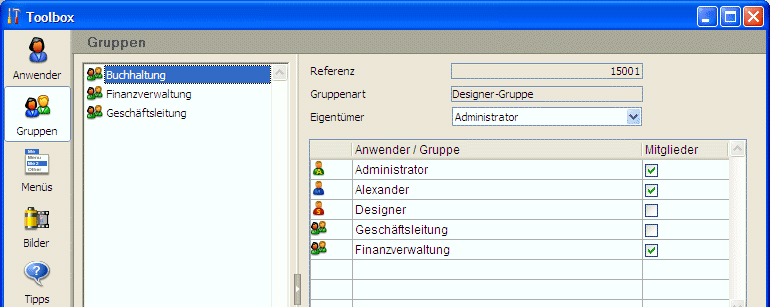 Toolbox
Anwender
Gruppen
Menüs
Bilder
Tipps
Gruppen
Buchhaltung
Finanzverwaltung
Geschäftsleitung
Referenz 15001
Gruppenart Designer-Gruppe
Eigentümer Administrator
Anwender / Gruppe Mitglieder
Administrator
Alexander
Designer
Geschäftsleitung
Finanzverwaltung